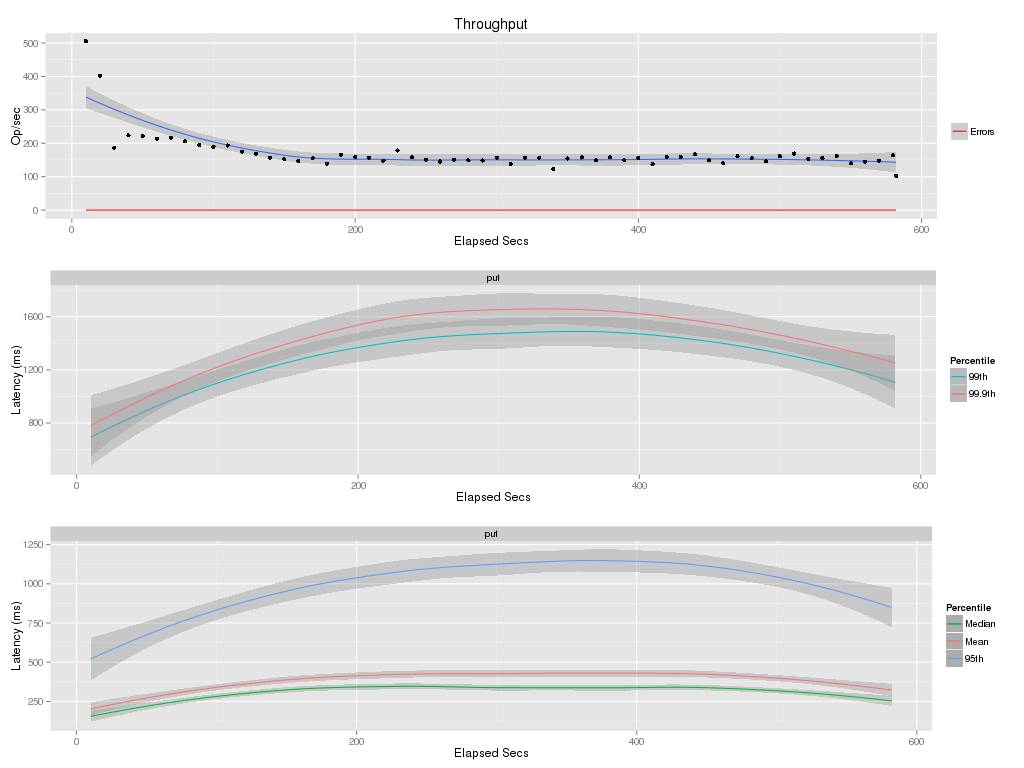 Throughput
500
400
300
200
100
0
Op/sec
0 200 400 600
Elapsed Secs
Errors
put
1600
1200
800
Latency (ms)
0 200 400 600
Elapsed Secs
Percentile
99th
99.9th
put
1250
1000
750
500
250
Latency (ms)
0 200 400 600
Elapsed Secs
Percentile
Median
Mean
95th